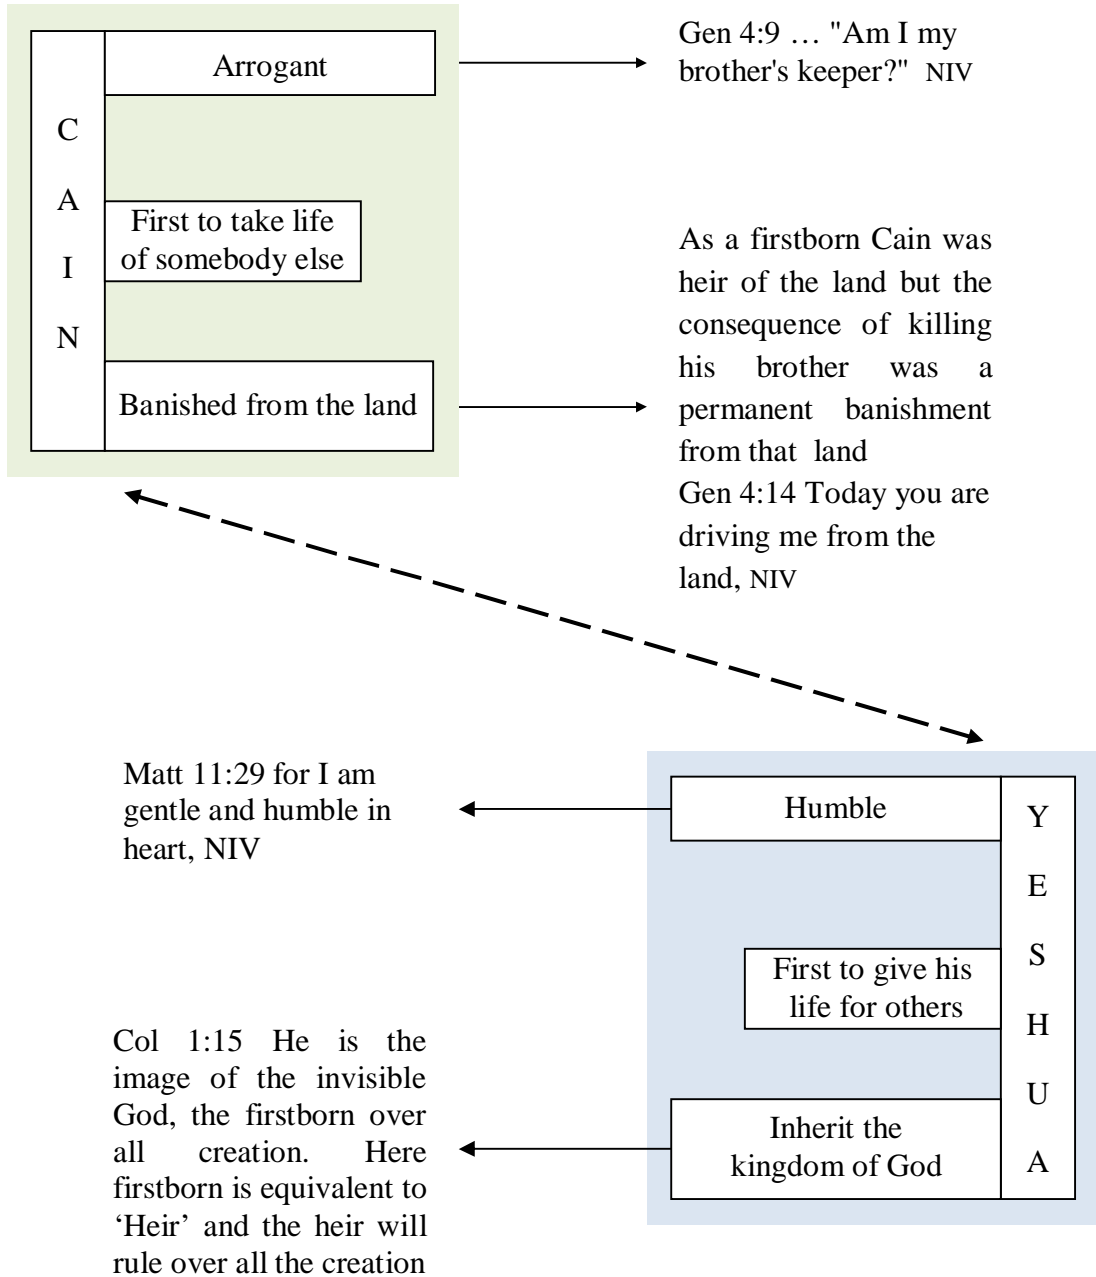 Arrogant
C
A
I
N
First to take life
of somebody else
Banished from the land
Gen 4:9 … "Am I my
brother's keeper?" NIV
As a firstborn Cain was
heir of the land but the
consequence of killing
his brother was a
permanent banishment
from that land
Gen 4:14 Today you are
driving me from the
land, NIV
Matt 11:29 for I am
gentle and humble in
heart, NIV
Humble
Y
E
S
H
U
A
First to give his
life for others
Inherit the
kingdom of God
Col 1:15 He is the
image of the invisible
God, the firstborn over
all creation. Here
firstborn is equivalent to
‘Heir’ and the heir will
rule over all the creation